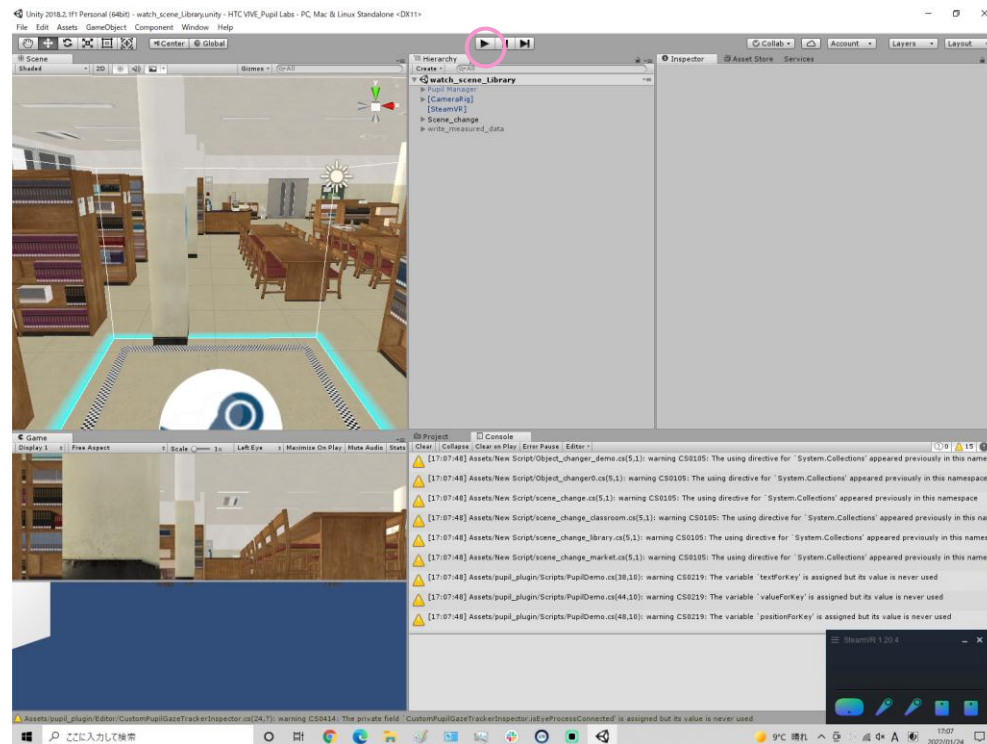 Unity 2018.2.1f1 Personal (64bit) - watch_scene_Library.unity - HTC VIVE_Pupil Labs - PC, Mac & Linux Standalone <DX11>
File Edit Assets GameObject Component Window Help
Center Global
Collab Account Layers Layout
Scene
Shaded 2D Gizmos All
Hierarchy
Create All
watch_scene_Library
Pupil Manager
[CameraRig]
[SteamVR]
Scene_change
write_measured_data
Inspector Asset Store Services
Game
Display 1 Free Aspect Scale 1x Left Eye Maximize On Play Mute Audio Stats
Project Console
Clear Collapse Clear on Play Error Pause Editor 0 15
[17:07:48] Assets/New Script/Object_changer_demo.cs(5,1): warning CS0105: The using directive for `System.Collections' appeared previously in this name
[17:07:48] Assets/New Script/Object_changer0.cs(5,1): warning CS0105: The using directive for `System.Collections' appeared previously in this namespace
[17:07:48] Assets/New Script/scene_change.cs(5,1): warning CS0105: The using directive for `System.Collections' appeared previously in this namespace
[17:07:48] Assets/New Script/scene_change_classroom.cs(5,1): warning CS0105: The using directive for `System.Collections' appeared previously in this na
[17:07:48] Assets/New Script/scene_change_library.cs(5,1): warning CS0105: The using directive for `System.Collections' appeared previously in this name
[17:07:48] Assets/New Script/scene_change_market.cs(5,1): warning CS0105: The using directive for `System.Collections' appeared previously in this name
[17:07:48] Assets/pupil_plugin/Scripts/PupilDemo.cs(38,10): warning CS0219: The variable `textForKey' is assigned but its value is never used
[17:07:48] Assets/pupil_plugin/Scripts/PupilDemo.cs(44,10): warning CS0219: The variable `valueForKey' is assigned but its value is never used
[17:07:48] Assets/pupil_plugin/Scripts/PupilDemo.cs(48,10): warning CS0219: The variable `positionForKey' is assigned but its value is never used
SteamVR 1.20.4
Assets/pupil_plugin/Editor/CustomPupilGazeTrackerInspector.cs(24,7): warning CS0414: The private field `CustomPupilGazeTrackerInspector.isEyeProcessConnected' is assigned but its value is never used
ここに入力して検索
9°C 晴れ A 17:07
2022/01/24